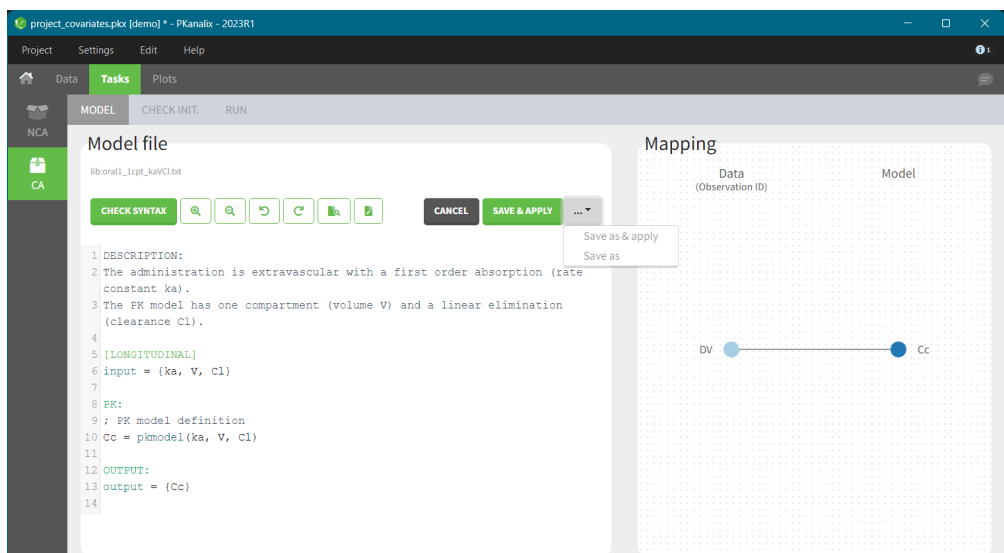 project_covariates.pkx [demo] * - PKanalix - 2023R1
Project Settings Edit Help
1
Data Tasks Plots
NCA
CA
MODEL CHECK INIT. RUN
Model file
lib:oral1_1cpt_kaVCl.txt
CHECK SYNTAX CANCEL SAVE & APPLY ...
Save as & apply
Save as
1 DESCRIPTION:
2 The administration is extravascular with a first order absorption (rate
constant ka).
3 The PK model has one compartment (volume V) and a linear elimination
(clearance Cl).
4
5 [LONGITUDINAL]
6 input = {ka, V, Cl}
7
8 PK:
9 ; PK model definition
10 Cc = pkmodel(ka, V, Cl)
11
12 OUTPUT:
13 output = {Cc}
14
Mapping
Data Model
(Observation ID)
DV Cc